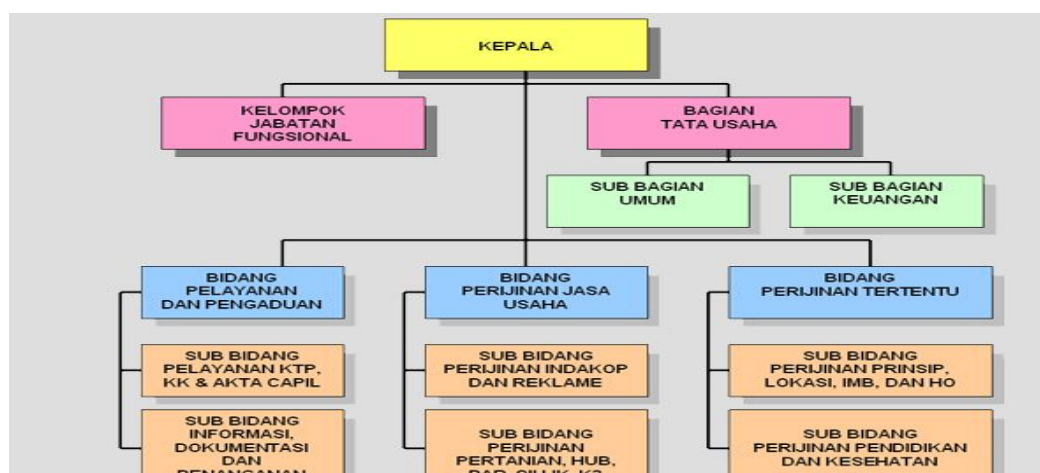 KEPALA
KELOMPOK
JABATAN
FUNGSIONAL
BAGIAN
TATA USAHA
SUB BAGIAN
UMUM
SUB BAGIAN
KEUANGAN
BIDANG
PELAYANAN
DAN PENGADUAN
BIDANG
PERIJINAN JASA
USAHA
BIDANG
PERIJINAN TERTENTU
SUB BIDANG
PELAYANAN KTP,
KK & AKTA CAPIL
SUB BIDANG
PERIJINAN INDAKOP
DAN REKLAME
SUB BIDANG
PERIJINAN PRINSIP,
LOKASI, IMB, DAN HO
SUB BIDANG
INFORMASI,
DOKUMENTASI
DAN
PENANGANAN
SUB BIDANG
PERIJINAN
PERTANIAN, HUB,
SUB BIDANG
PERIJINAN PENDIDIKAN
DAN KESEHATAN